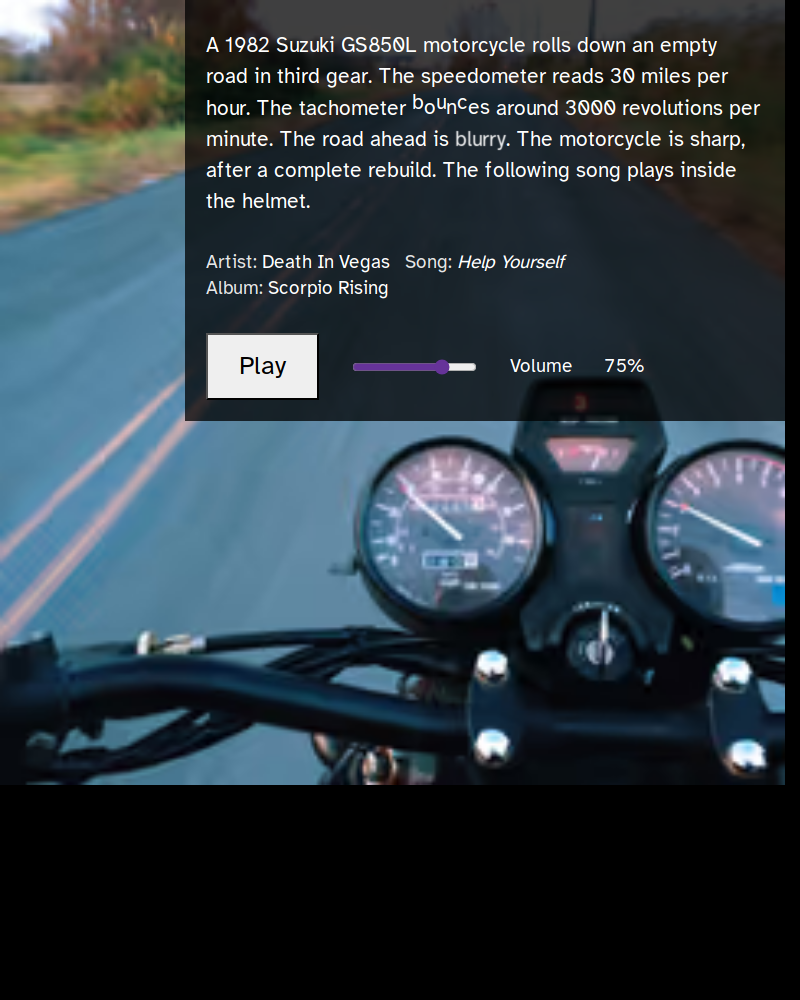 A 1982 Suzuki GS850L motorcycle rolls down an empty
road in third gear. The speedometer reads 30 miles per
hour. The tachometer bounces around 3000 revolutions per
minute. The road ahead is blurry. The motorcycle is sharp,
after a complete rebuild. The following song plays inside
the helmet.
Artist: Death In Vegas Song: Help Yourself
Album: Scorpio Rising
Play Volume 75%
3